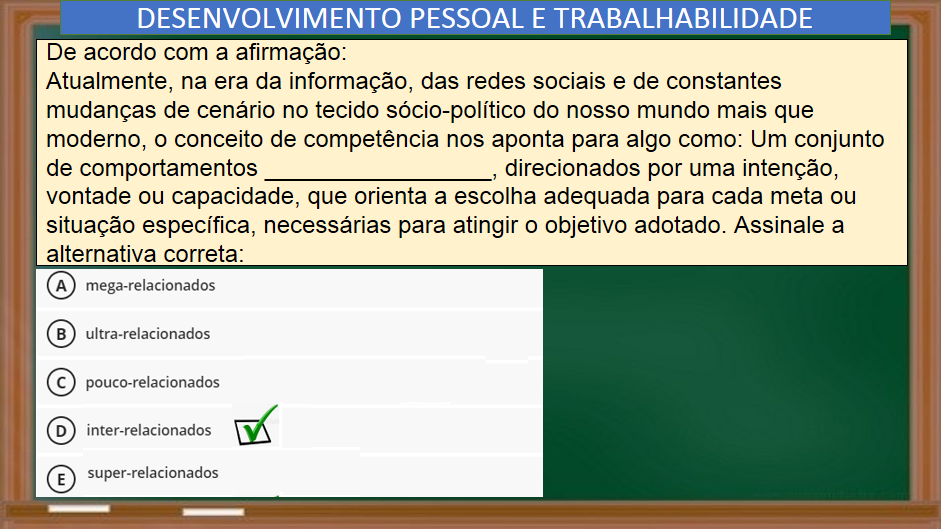 DESENVOLVIMENTO PESSOAL E TRABALHABILIDADE
De acordo com a afirmação:
Atualmente, na era da informação, das redes sociais e de constantes
mudanças de cenário no tecido sócio-político do nosso mundo mais que
moderno, o conceito de competência nos aponta para algo como: Um conjunto
de comportamentos _________________, direcionados por uma intenção,
vontade ou capacidade, que orienta a escolha adequada para cada meta ou
situação específica, necessárias para atingir o objetivo adotado. Assinale a
alternativa correta:
A mega-relacionados
B ultra-relacionados
C pouco-relacionados
D inter-relacionados
E super-relacionados